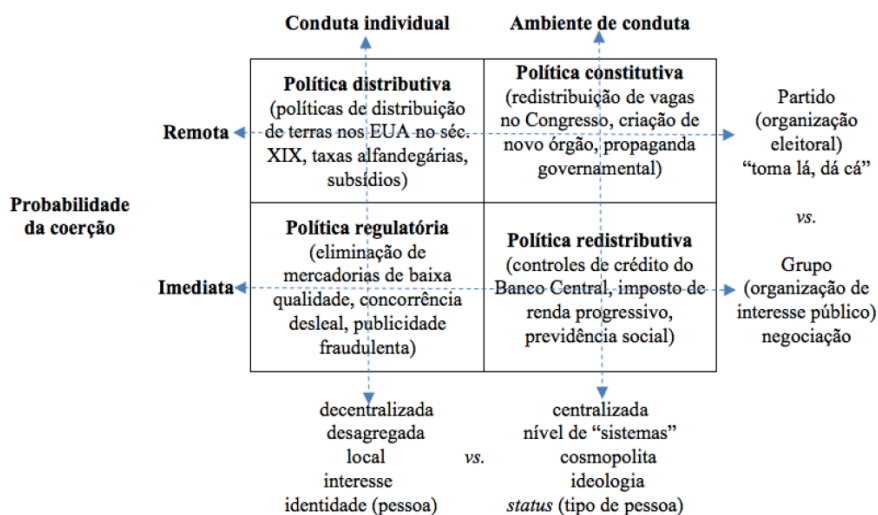 Conduta individual
Ambiente de conduta
Probabilidade
da coerção
Remota
Imediata
Política distributiva
(políticas de distribuição
de terras nos EUA no séc.
XIX, taxas alfandegárias,
subsídios)
Política constitutiva
(redistribuição de vagas
no Congresso, criação de
novo órgão, propaganda
governamental)
Política regulatória
(eliminação de
mercadorias de baixa
qualidade, concorrência
desleal, publicidade
fraudulenta)
Política redistributiva
(controles de crédito do
Banco Central, imposto de
renda progressivo,
previdência social)
Partido
(organização
eleitoral)
“toma lá, dá cá”
vs.
Grupo
(organização de
interesse público)
negociação
decentralizada
desagregada
local
interesse
identidade (pessoa)
vs.
centralizada
nível de “sistemas”
cosmopolita
ideologia
status (tipo de pessoa)